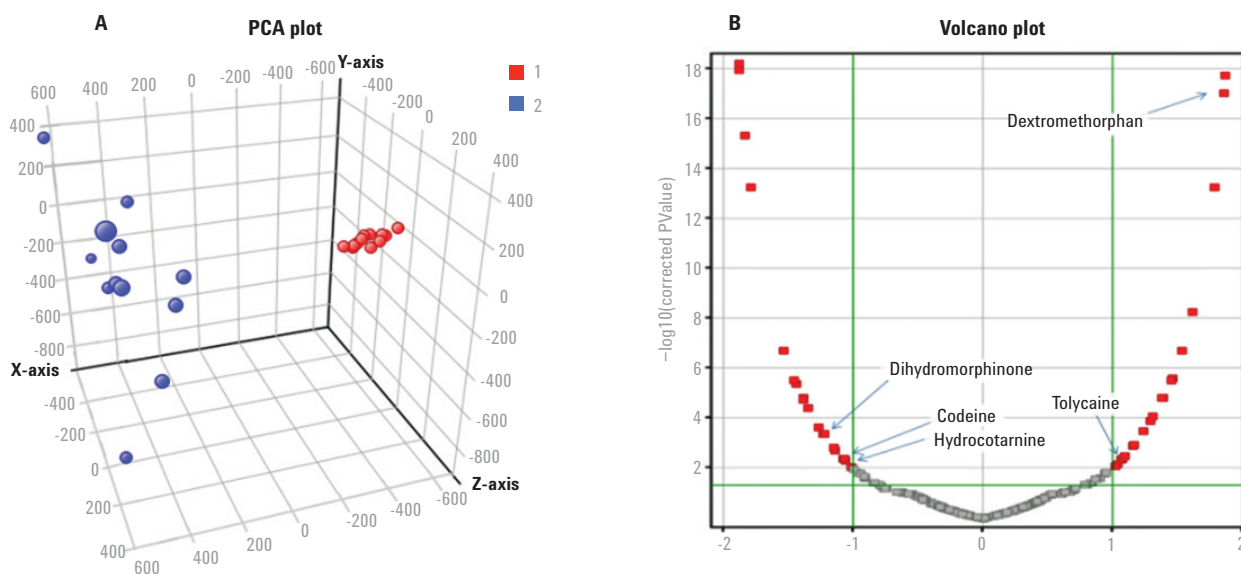 A
PCA plot
Y-axis
1
2
600 400 200 0 -200 -400 -600
-400 -200 0 200 400
400
200
0
-200
-400
-600
-800
X-axis
400
200
0
-200
-400
-600
-800
Z-axis
-400
-200
0
200
400
600 400 200 0 -200 -400 -600
B
Volcano plot
−log10(corrected PValue)
18
16
14
12
10
8
6
4
2
Dextromethorphan
Dihydromorphinone
Codeine
Hydrocotarnine
Tolycaine
-2 -1 0 1 2